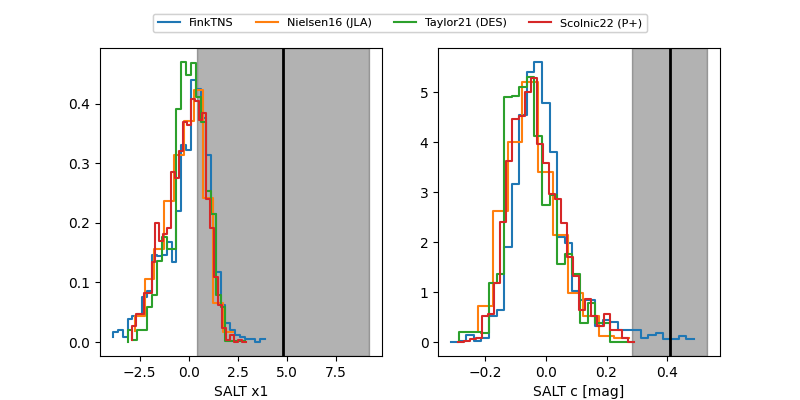 FinkTNS Nielsen16 (JLA) Taylor21 (DES) Scolnic22 (P+)
0.4
0.3
0.2
0.1
0.0
−2.5 0.0 2.5 5.0 7.5
SALT x1
5
4
3
2
1
0
−0.2 0.0 0.2 0.4
SALT c [mag]